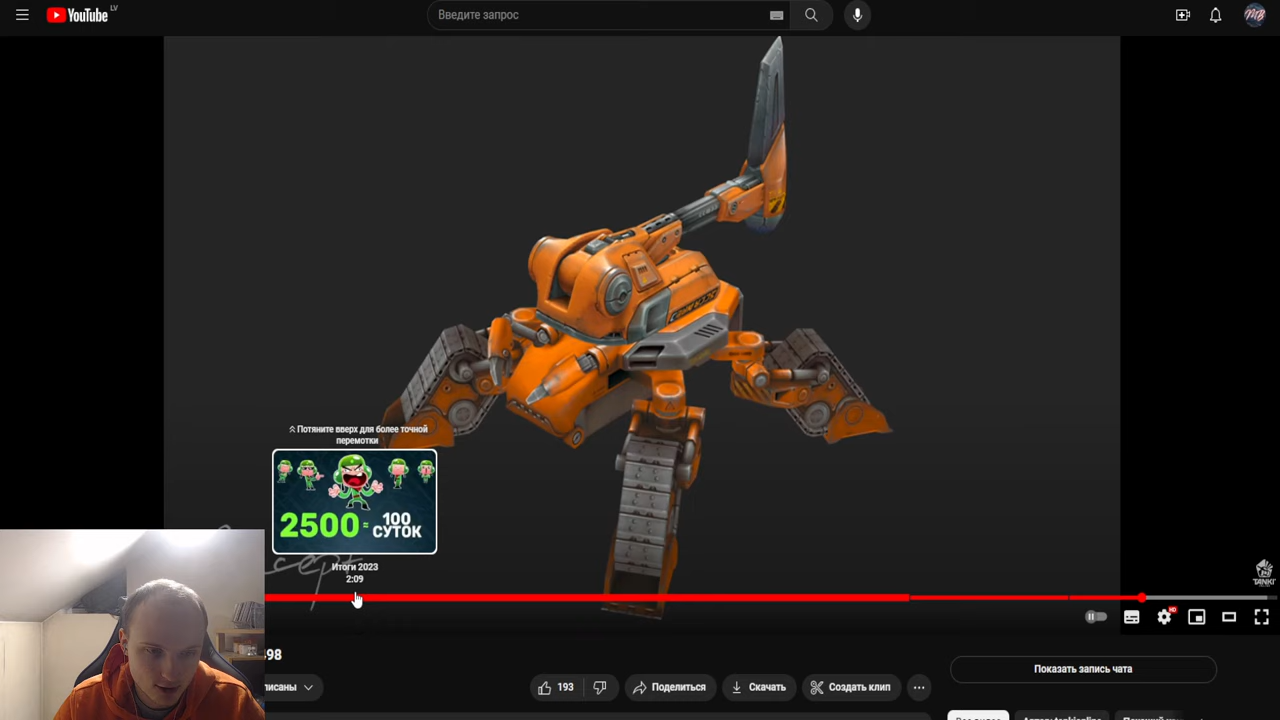 YouTube LV
Введите запрос
Потяните вверх для более точной
перемотки
2500 = 100
СУТОК
Итоги 2023
2:09
HD
TANKI
98
писаны
193
Поделиться
Скачать
Создать клип
Показать запись чата